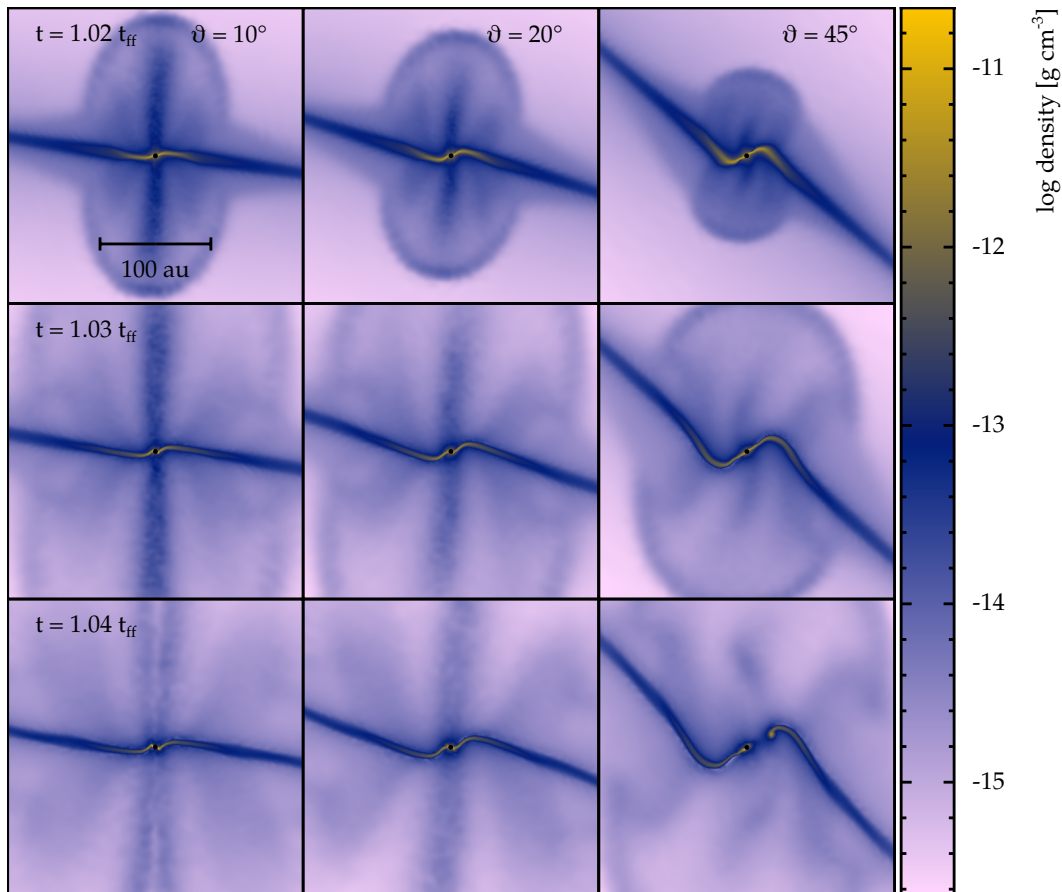 t = 1.02 t_ff
ϑ = 10°
ϑ = 20°
ϑ = 45°
100 au
t = 1.03 t_ff
t = 1.04 t_ff
-11
-12
-13
-14
-15
log density [g cm⁻³]